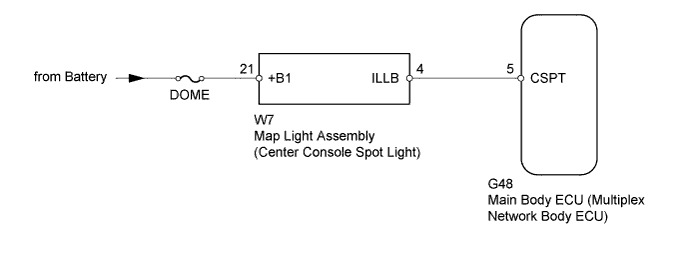 from Battery
DOME
21
+B1
ILLB
4
W7
Map Light Assembly
(Center Console Spot Light)
5
CSPT
G48
Main Body ECU (Multiplex
Network Body ECU)